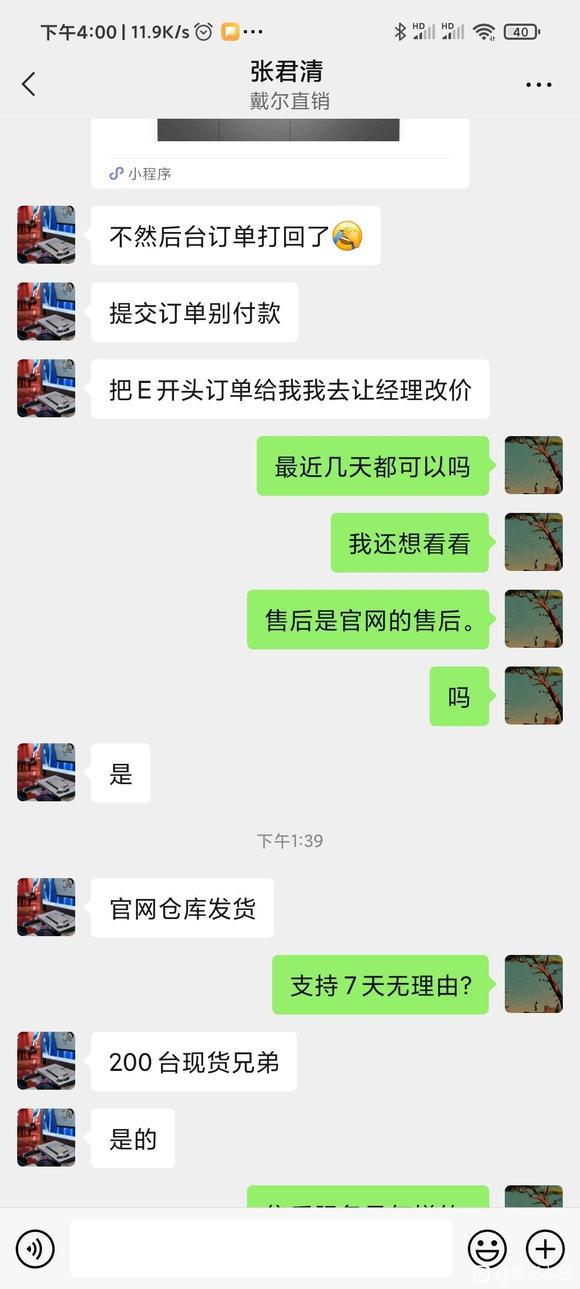 下午4:00 | 11.9K/s
HD HD 40
张君清
戴尔直销
小程序
不然后台订单打回了😂
提交订单别付款
把E开头订单给我我去让经理改价
最近几天都可以吗
我还想看看
售后是官网的售后。
吗
是
下午1:39
官网仓库发货
支持7天无理由?
200台现货兄弟
是的